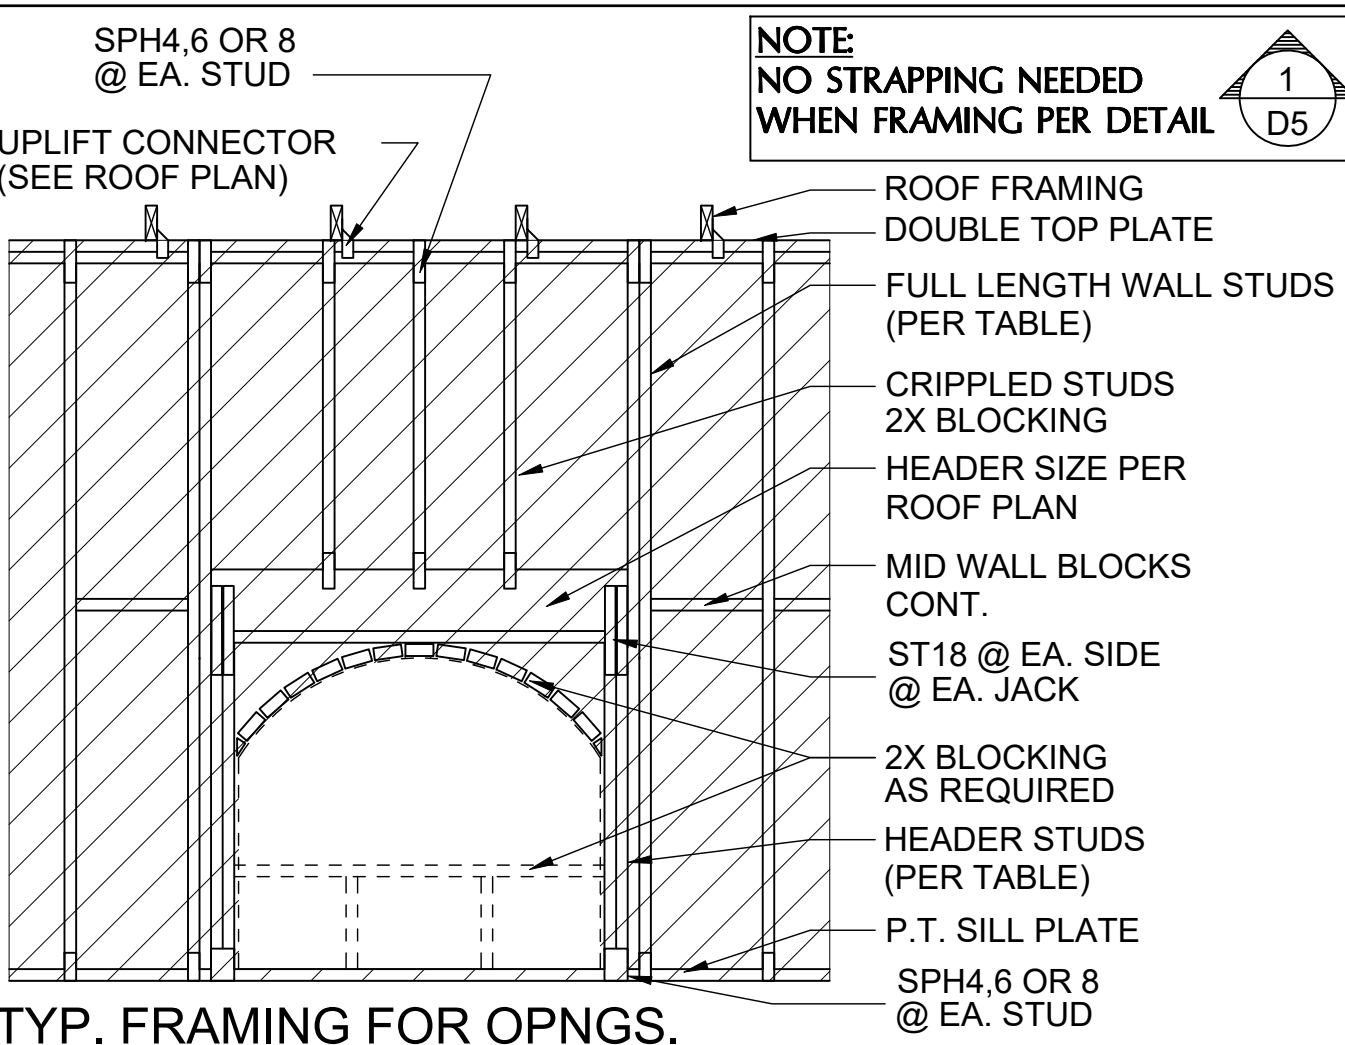 SPH4,6 OR 8
@ EA. STUD
UPLIFT CONNECTOR
(SEE ROOF PLAN)
NOTE:
NO STRAPPING NEEDED
WHEN FRAMING PER DETAIL
1
D5
ROOF FRAMING
DOUBLE TOP PLATE
FULL LENGTH WALL STUDS
(PER TABLE)
CRIPPLED STUDS
2X BLOCKING
HEADER SIZE PER
ROOF PLAN
MID WALL BLOCKS
CONT.
ST18 @ EA. SIDE
@ EA. JACK
2X BLOCKING
AS REQUIRED
HEADER STUDS
(PER TABLE)
P.T. SILL PLATE
SPH4,6 OR 8
@ EA. STUD
TYP. FRAMING FOR OPNGS.